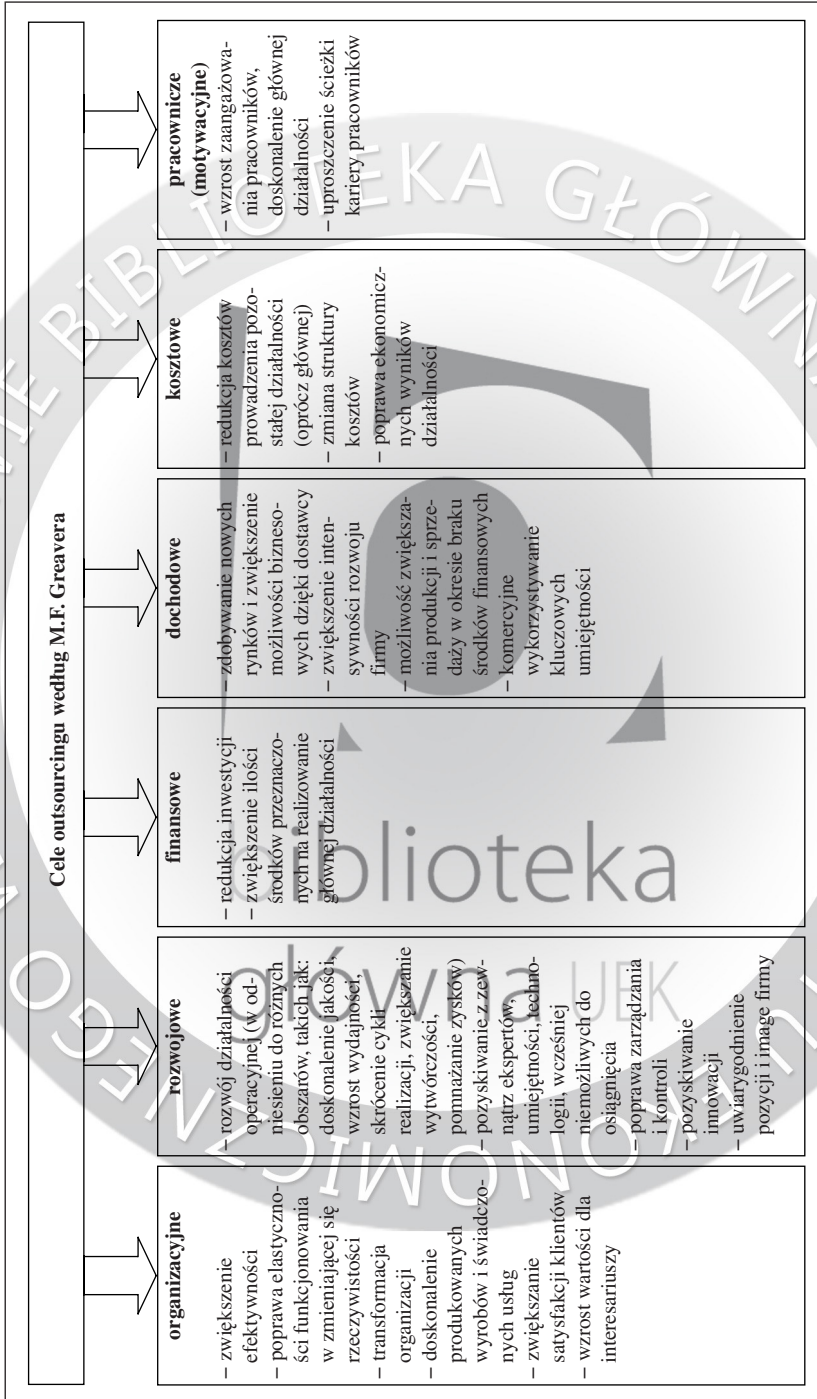 Cele outsourcingu według M.F. Greavera
organizacyjne
– zwiększenie
efektywności
– poprawa elastyczno-
ści funkcjonowania
w zmieniającej się
rzeczywistości
– transformacja
organizacji
– doskonalenie
produkowanych
wyrobów i świadczo-
nych usług
– zwiększanie
satysfakcji klientów
– wzrost wartości dla
interesariuszy
rozwojowe
– rozwój działalności
operacyjnej (w od-
niesieniu do różnych
obszarów, takich jak:
doskonalenie jakości,
wzrost wydajności,
skrócenie cykli
realizacji, zwiększanie
wytwórczości,
pomnażanie zysków)
– pozyskiwanie z zew-
nątrz ekspertów,
umiejętności, techno-
logii, wcześniej
niemożliwych do
osiągnięcia
– poprawa zarządzania
i kontroli
– pozyskiwanie
innowacji
– uwiarygodnienie
pozycji i image firmy
finansowe
– redukcja inwestycji
– zwiększenie ilości
środków przeznaczo-
nych na realizowanie
głównej działalności
dochodowe
– zdobywanie nowych
rynków i zwiększenie
możliwości bizneso-
wych dzięki dostawcy
– zwiększenie inten-
sywności rozwoju
firmy
– możliwość zwiększa-
nia produkcji i sprze-
daży w okresie braku
środków finansowych
– komercyjne
wykorzystywanie
kluczowych
umiejętności
kosztowe
– redukcja kosztów
prowadzenia pozo-
stałej działalności
(oprócz głównej)
– zmiana struktury
kosztów
– poprawa ekonomicz-
nych wyników
działalności
pracownicze
(motywacyjne)
– wzrost zaangażowa-
nia pracowników,
doskonalenie głównej
działalności
– uproszczenie ścieżki
kariery pracowników
biblioteka
główna UEK
NIE BIBLIOTEKA GŁÓWNA
U EKONOMICZNEGO W